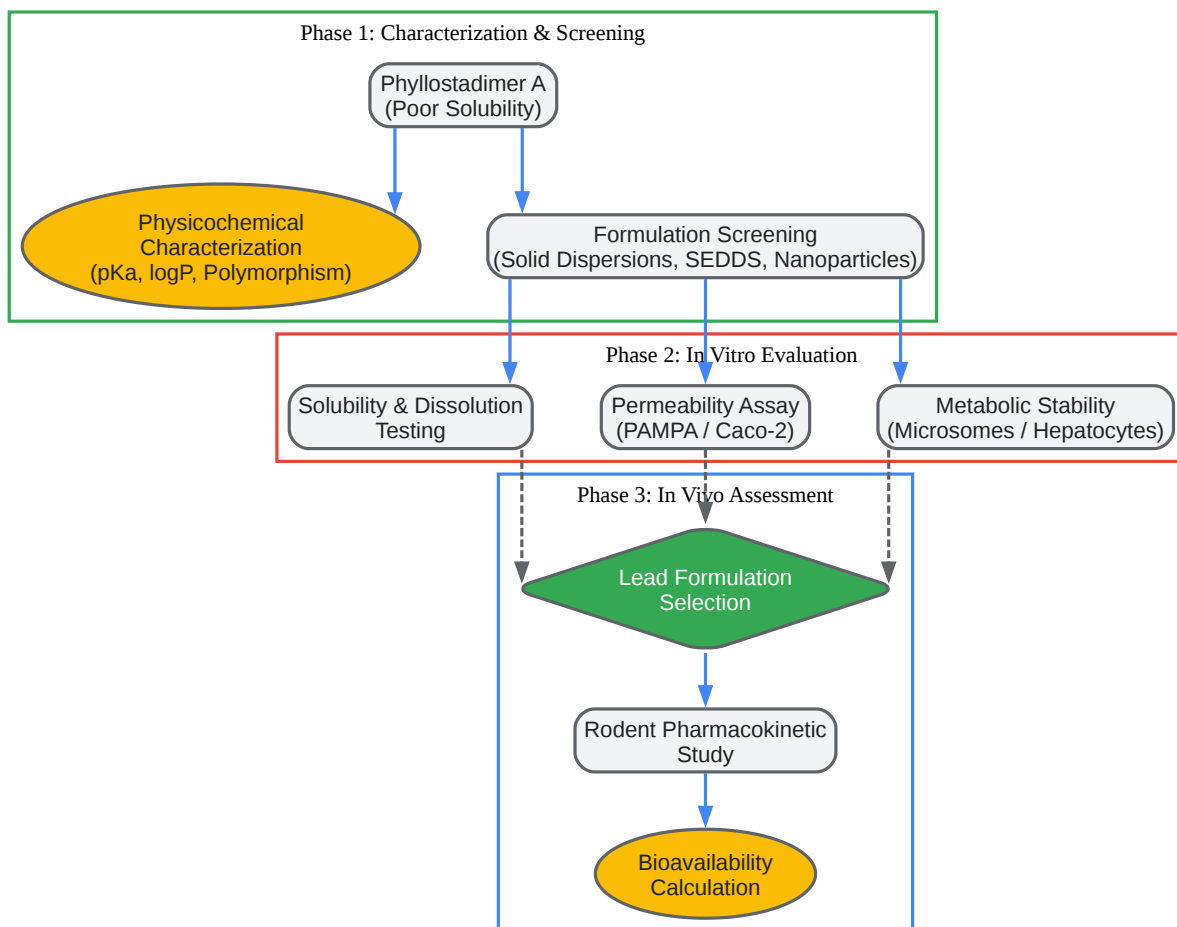 Phase 1: Characterization & Screening
Phyllostadimer A
(Poor Solubility)
Physicochemical
Characterization
(pKa, logP, Polymorphism)
Formulation Screening
(Solid Dispersions, SEDDS, Nanoparticles)
Phase 2: In Vitro Evaluation
Solubility & Dissolution
Testing
Permeability Assay
(PAMPA / Caco-2)
Metabolic Stability
(Microsomes / Hepatocytes)
Phase 3: In Vivo Assessment
Lead Formulation
Selection
Rodent Pharmacokinetic
Study
Bioavailability
Calculation